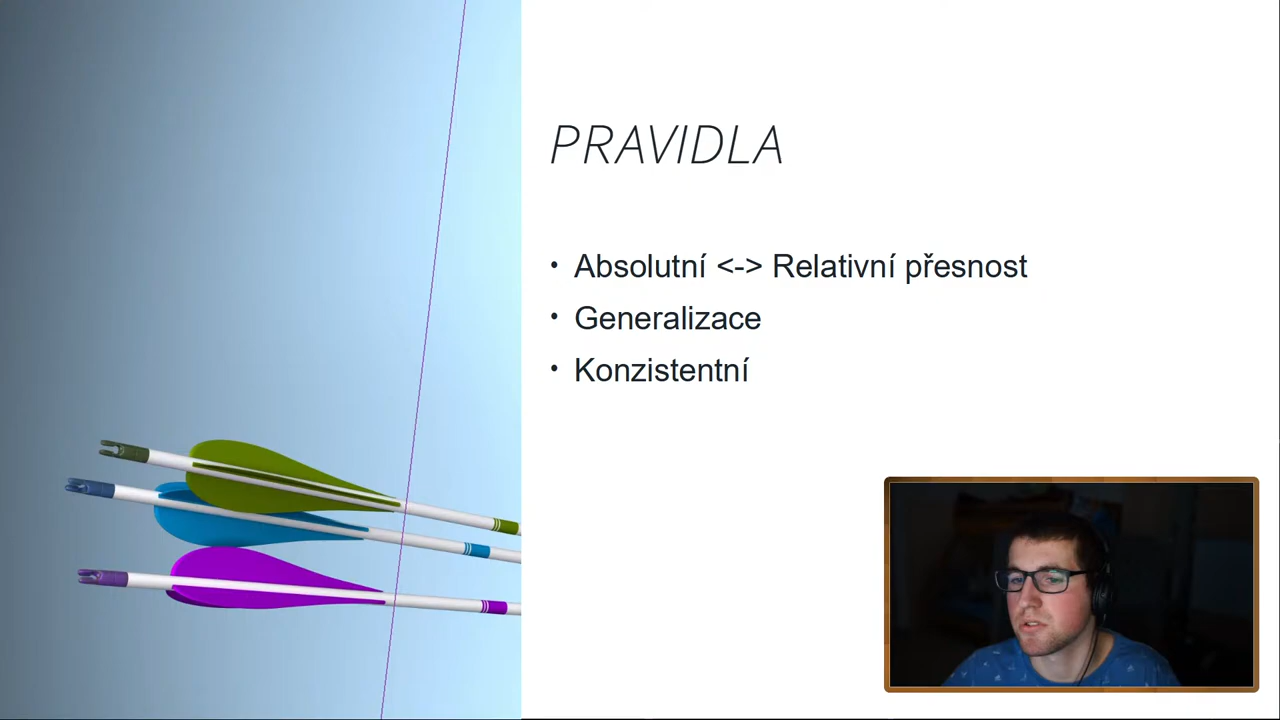 PRAVIDLA
• Absolutní <-> Relativní přesnost
• Generalizace
• Konzistentní